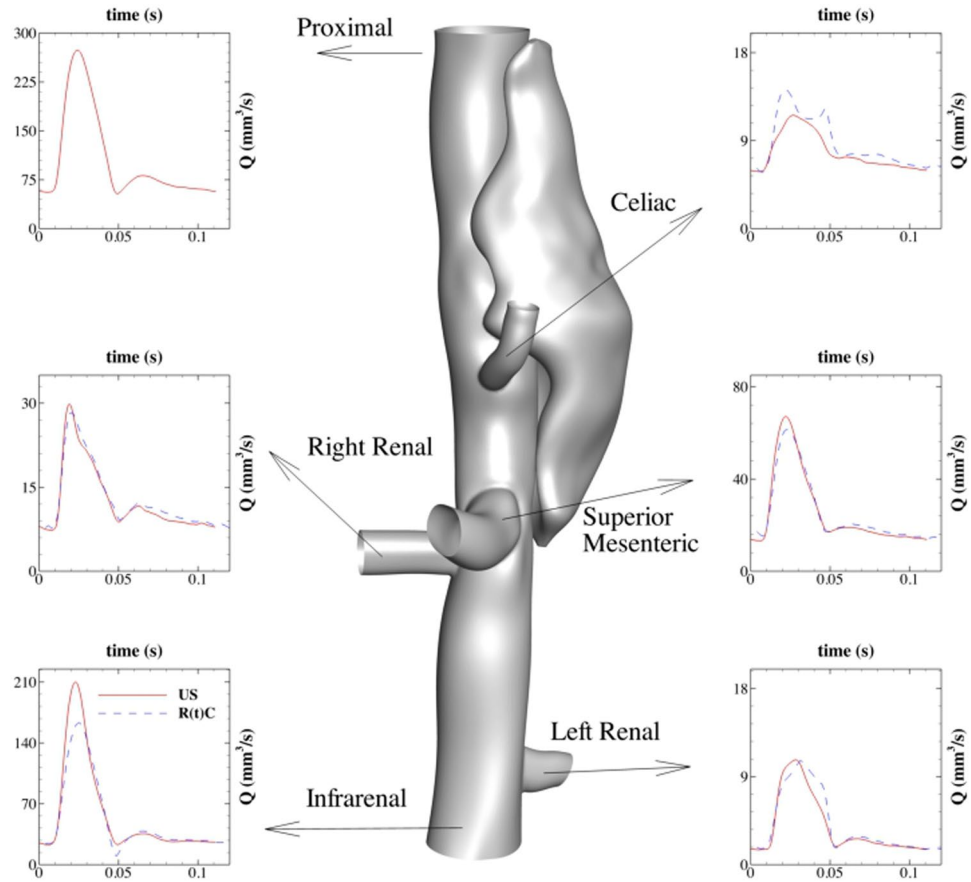 time (s)
300
225
150
75
0
0
0.05
0.1
Q (mm³/s)
Proximal
time (s)
18
9
0
0
0.05
0.1
Q (mm³/s)
Celiac
time (s)
30
15
0
0
0.05
0.1
Q (mm³/s)
Right Renal
time (s)
80
40
0
0
0.05
0.1
Q (mm³/s)
Superior
Mesenteric
time (s)
210
140
70
0
0
0.05
0.1
US
R(t)C
Q (mm³/s)
Infrarenal
time (s)
18
9
0
0
0.05
0.1
Q (mm³/s)
Left Renal